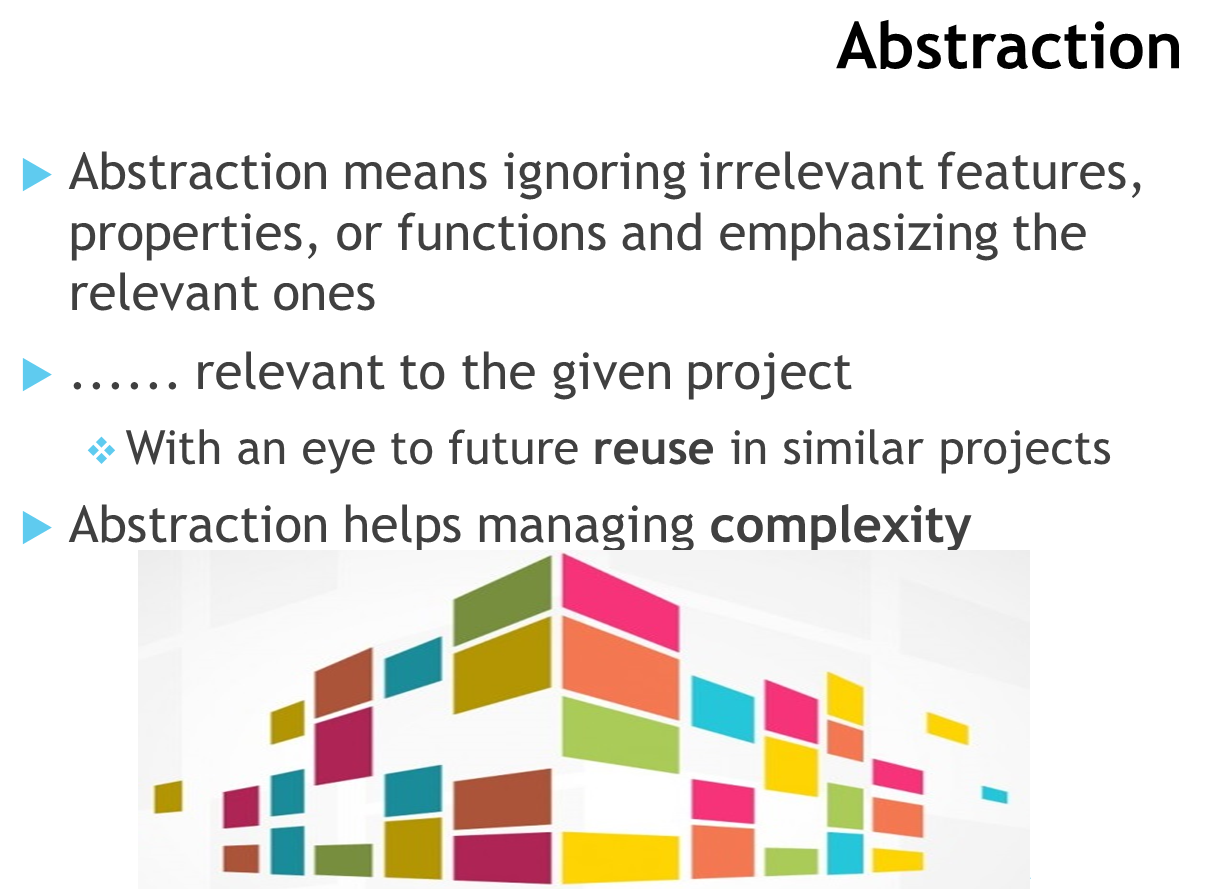 Abstraction
Abstraction means ignoring irrelevant features,
properties, or functions and emphasizing the
relevant ones
...... relevant to the given project
With an eye to future reuse in similar projects
Abstraction helps managing complexity